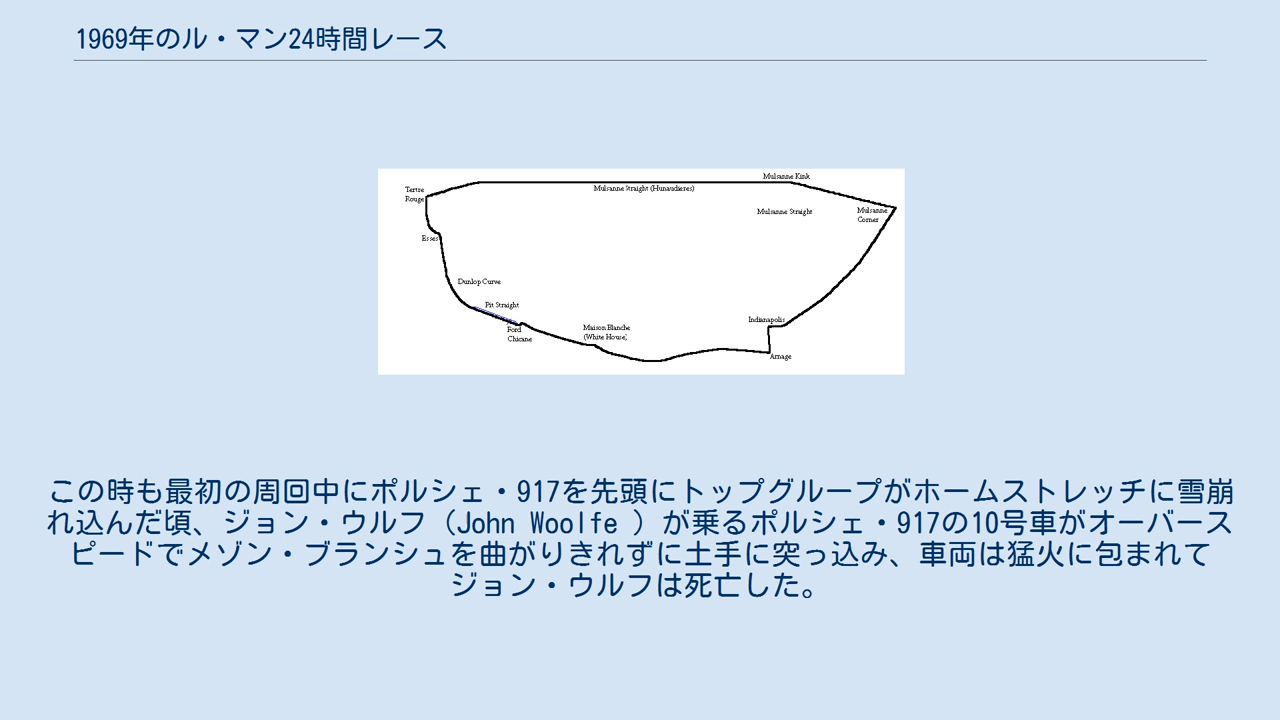 1969年のル・マン24時間レース
Mulsanne Kink
Tertre
Rouge
Mulsanne Straight (Hunaudieres)
Mulsanne Straight
Mulsanne
Corner
Esses
Dunlop Curve
Pit Straight
Ford
Chicane
Maison Blanche
(White House)
Indianapolis
Arnage
この時も最初の周回中にポルシェ・917を先頭にトップグループがホームストレッチに雪崩
れ込んだ頃、ジョン・ウルフ（John Woolfe ）が乗るポルシェ・917の10号車がオーバース
ピードでメゾン・ブランシュを曲がりきれずに土手に突っ込み、車両は猛火に包まれて
ジョン・ウルフは死亡した。